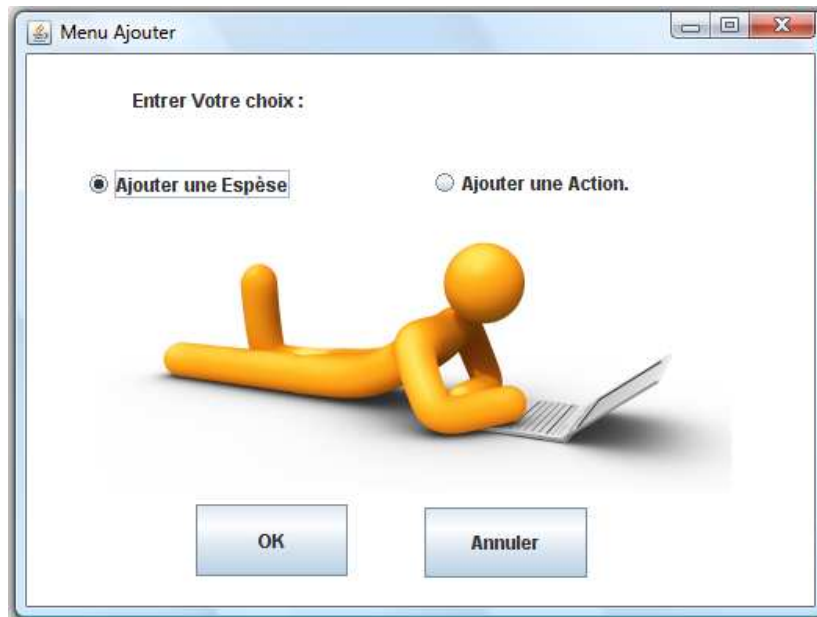 Menu Ajouter
Entrer Votre choix :
Ajouter une Espèse
Ajouter une Action.
OK
Annuler